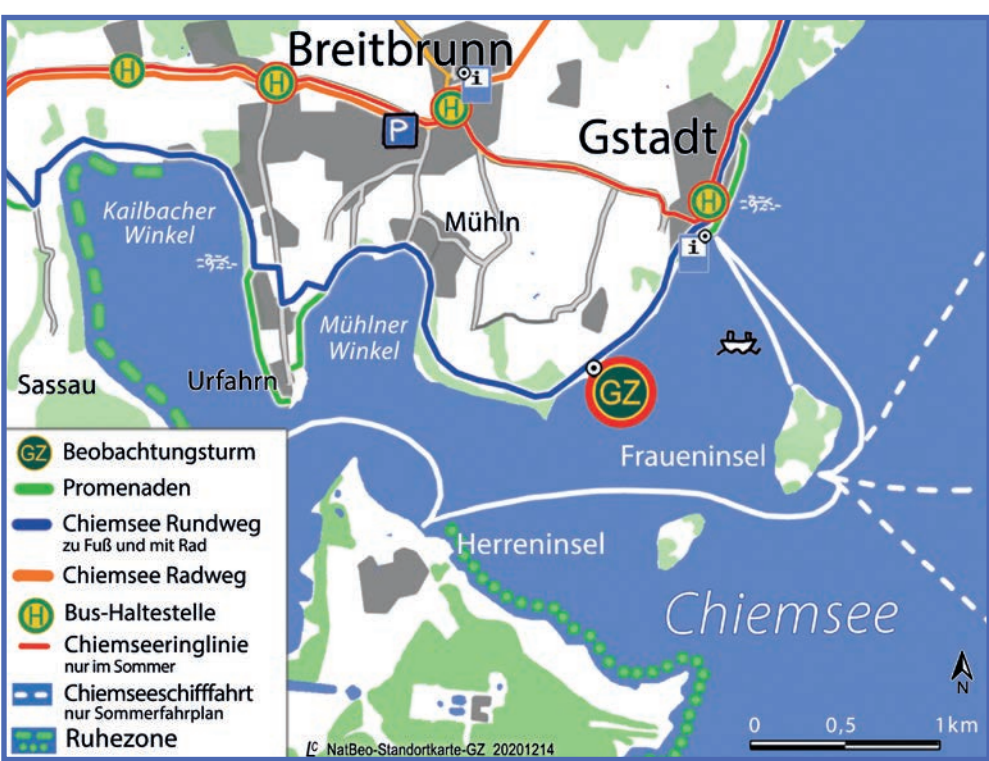 Breitbrunn
H
H
i
H
P
Gstadt
H
i
Kailbacher
Winkel
Mühln
Mühlner
Winkel
Sassau
Urfahrn
GZ
Fraueninsel
Herreninsel
Chiemsee
GZ Beobachtungsturm
Promenaden
Chiemsee Rundweg
zu Fuß und mit Rad
Chiemsee Radweg
H Bus-Haltestelle
Chiemseeringlinie
nur im Sommer
Chiemseeschifffahrt
nur Sommerfahrplan
Ruhezone
LC NatBeo-Standortkarte-GZ 20201214
N
0 0,5 1km